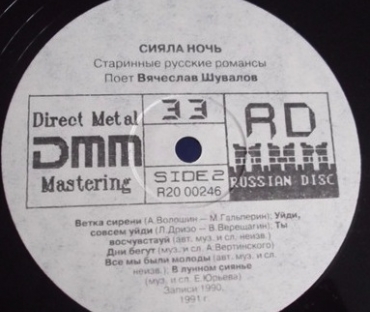 СИЯЛА НОЧЬ
Старинные русские романсы
Поет Вячеслав Шувалов
Direct Metal
DMM
Mastering
33
SIDE 2
R20 00246
RD
RUSSIAN DISC
Ветка сирени (А.Волошин — М.Гальперин); Уйди,
совсем уйди (Л.Дризо — В.Верещагин); Ты
восчувствуй (авт. муз. и сл. неизв.)
Дни бегут (муз. и сл. А.Вертинского)
Все мы были молоды (авт. муз. и сл.
неизв.); В лунном сиянье
(муз. и сл. Е.Юрьева)
Записи 1990,
1991 г.